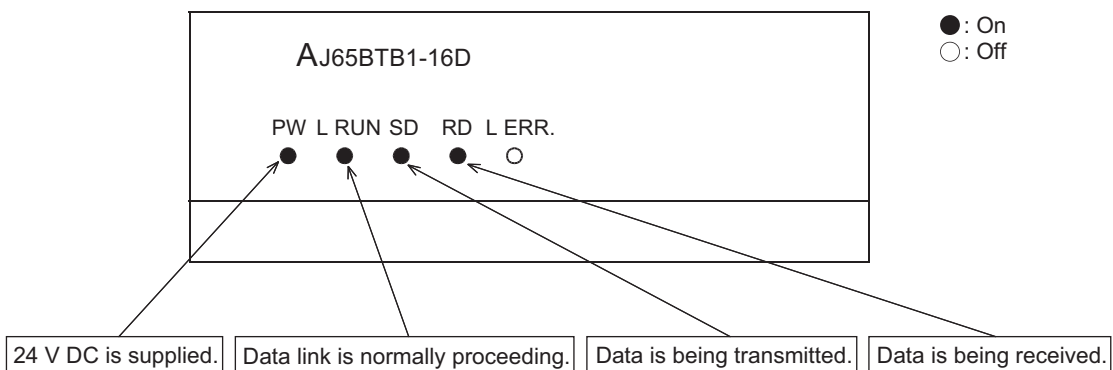 ●: On
○: Off
AJ65BTB1-16D
PW L RUN SD RD L ERR.
24 V DC is supplied.
Data link is normally proceeding.
Data is being transmitted.
Data is being received.